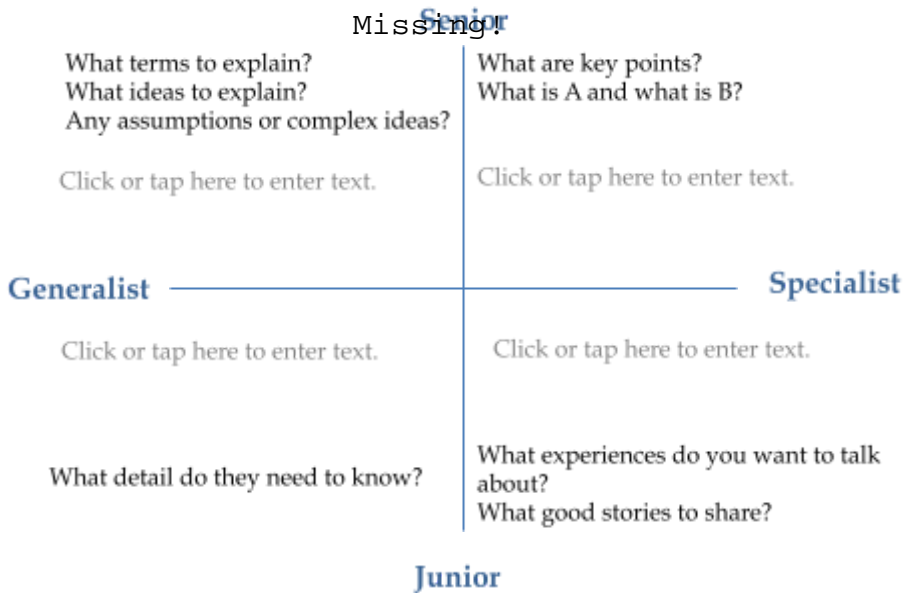 Senior
Missing!
What terms to explain?
What ideas to explain?
Any assumptions or complex ideas?
Click or tap here to enter text.
What are key points?
What is A and what is B?
Click or tap here to enter text.
Generalist
Specialist
Click or tap here to enter text.
What detail do they need to know?
Click or tap here to enter text.
What experiences do you want to talk
about?
What good stories to share?
Junior